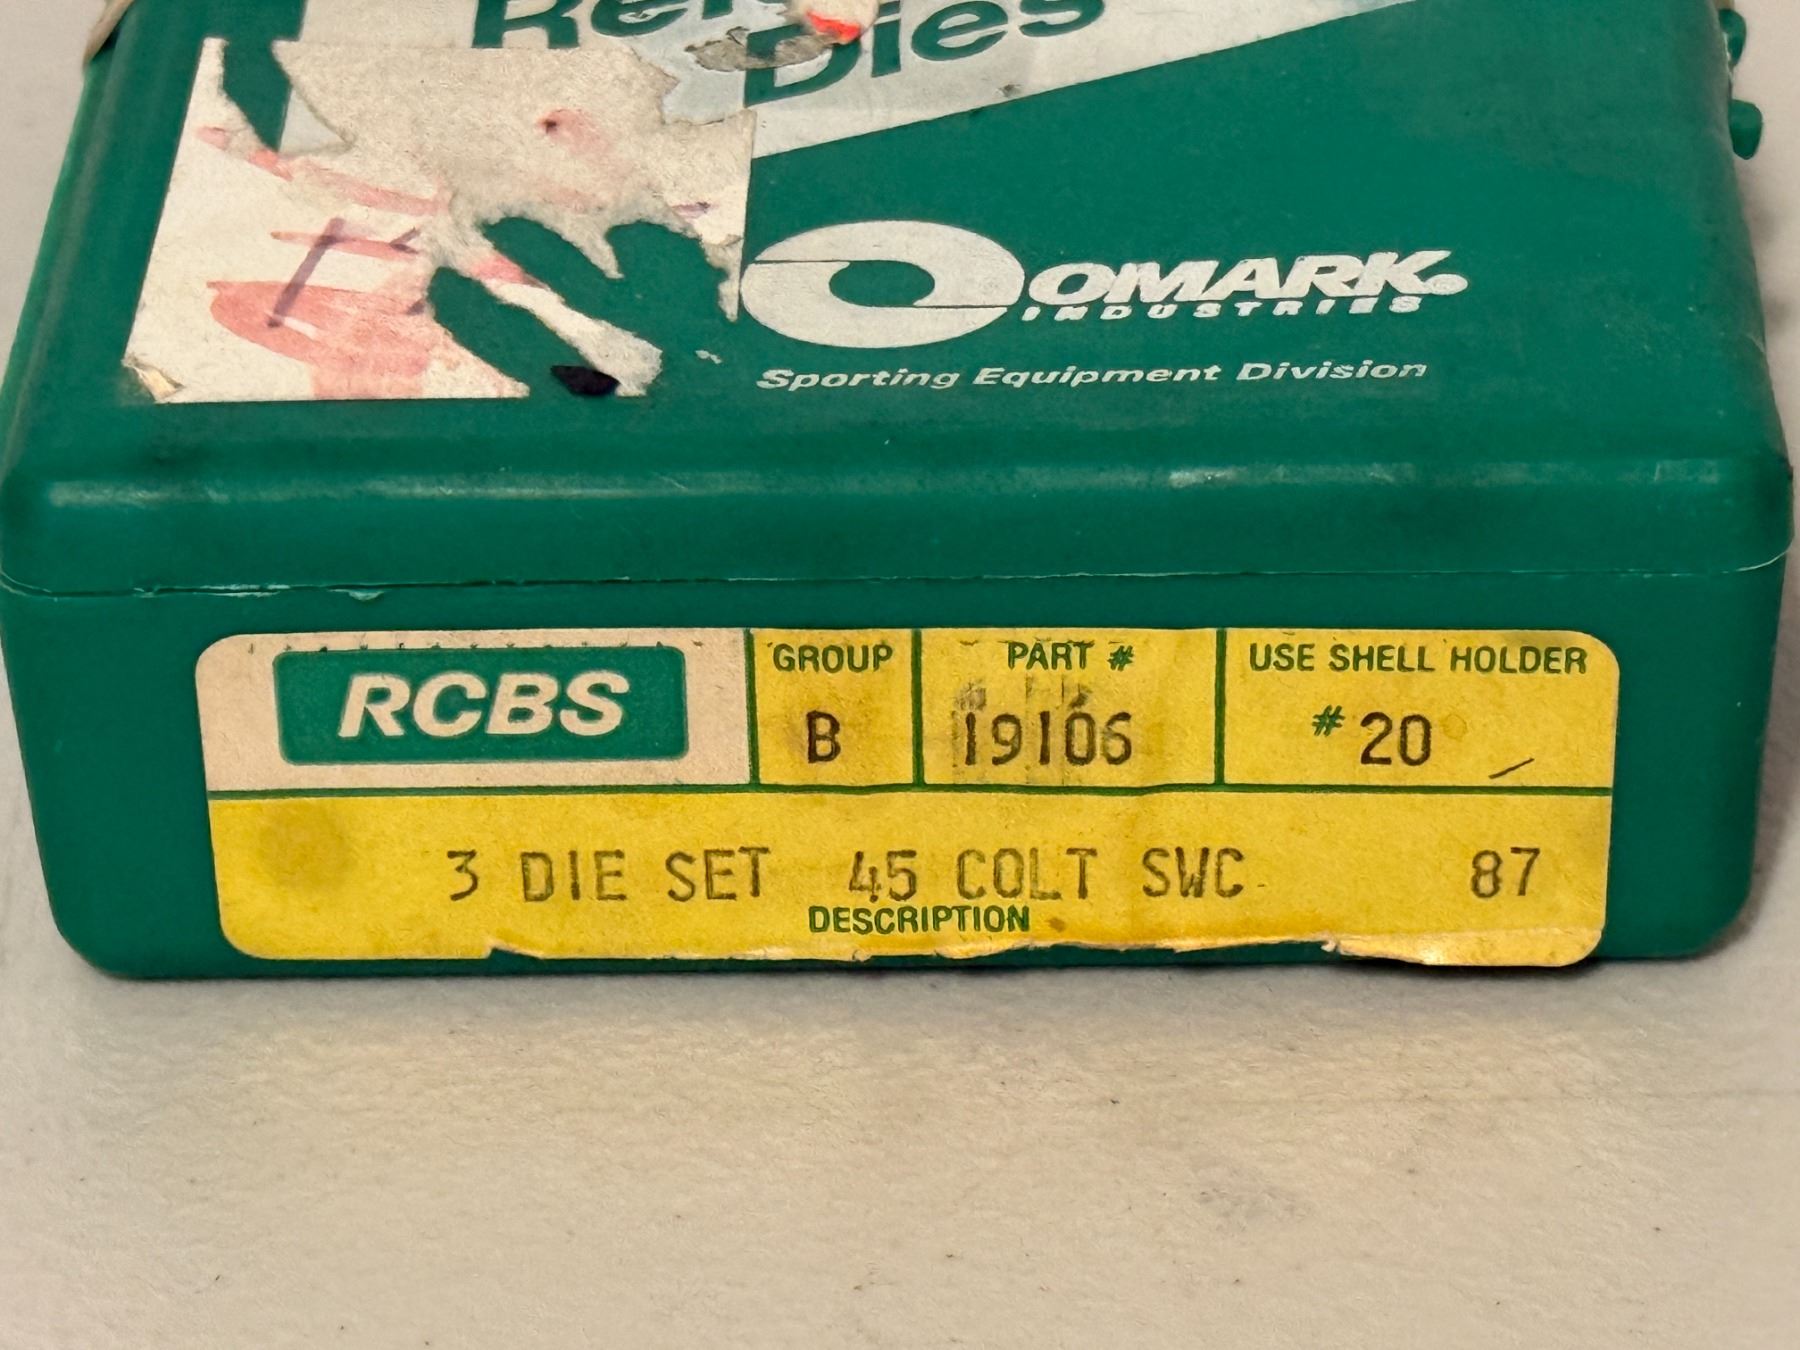 Dies
OMARK®
INDUSTRIES
Sporting Equipment Division
RCBS
GROUP
B
PART #
19106
USE SHELL HOLDER
# 20
3 DIE SET 45 COLT SWC 87
DESCRIPTION